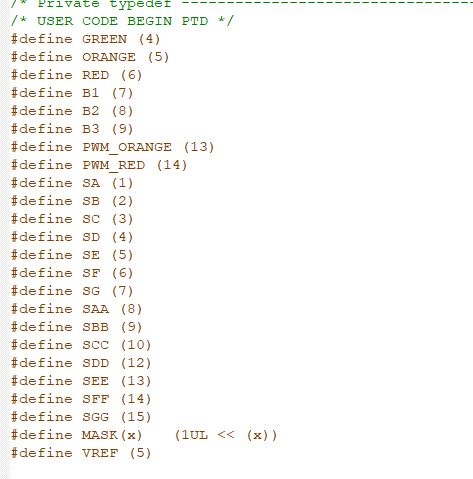 /* Private typedef -----------------------------------
/* USER CODE BEGIN PTD */
#define GREEN (4)
#define ORANGE (5)
#define RED (6)
#define B1 (7)
#define B2 (8)
#define B3 (9)
#define PWM_ORANGE (13)
#define PWM_RED (14)
#define SA (1)
#define SB (2)
#define SC (3)
#define SD (4)
#define SE (5)
#define SF (6)
#define SG (7)
#define SAA (8)
#define SBB (9)
#define SCC (10)
#define SDD (12)
#define SEE (13)
#define SFF (14)
#define SGG (15)
#define MASK(x)   (1UL << (x))
#define VREF (5)